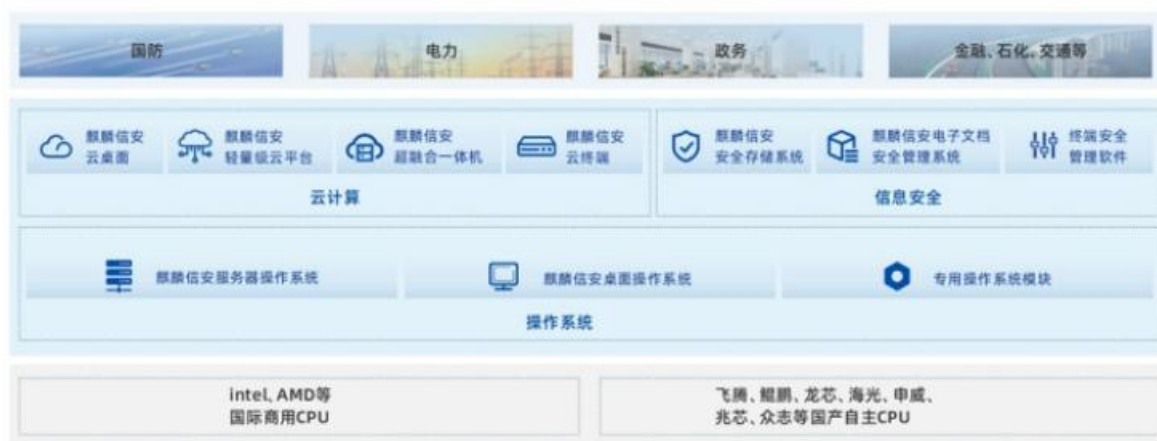 国防
电力
政务
金融、石化、交通等
麒麟信安
云桌面
麒麟信安
轻量级云平台
麒麟信安
超融合一体机
麒麟信安
云终端
云计算
麒麟信安
安全存储系统
麒麟信安电子文档
安全管理系统
终端安全
管理软件
信息安全
麒麟信安服务器操作系统
麒麟信安桌面操作系统
专用操作系统模块
操作系统
intel、AMD等
国际商用CPU
飞腾、鲲鹏、龙芯、海光、申威、
兆芯、众志等国产自主CPU